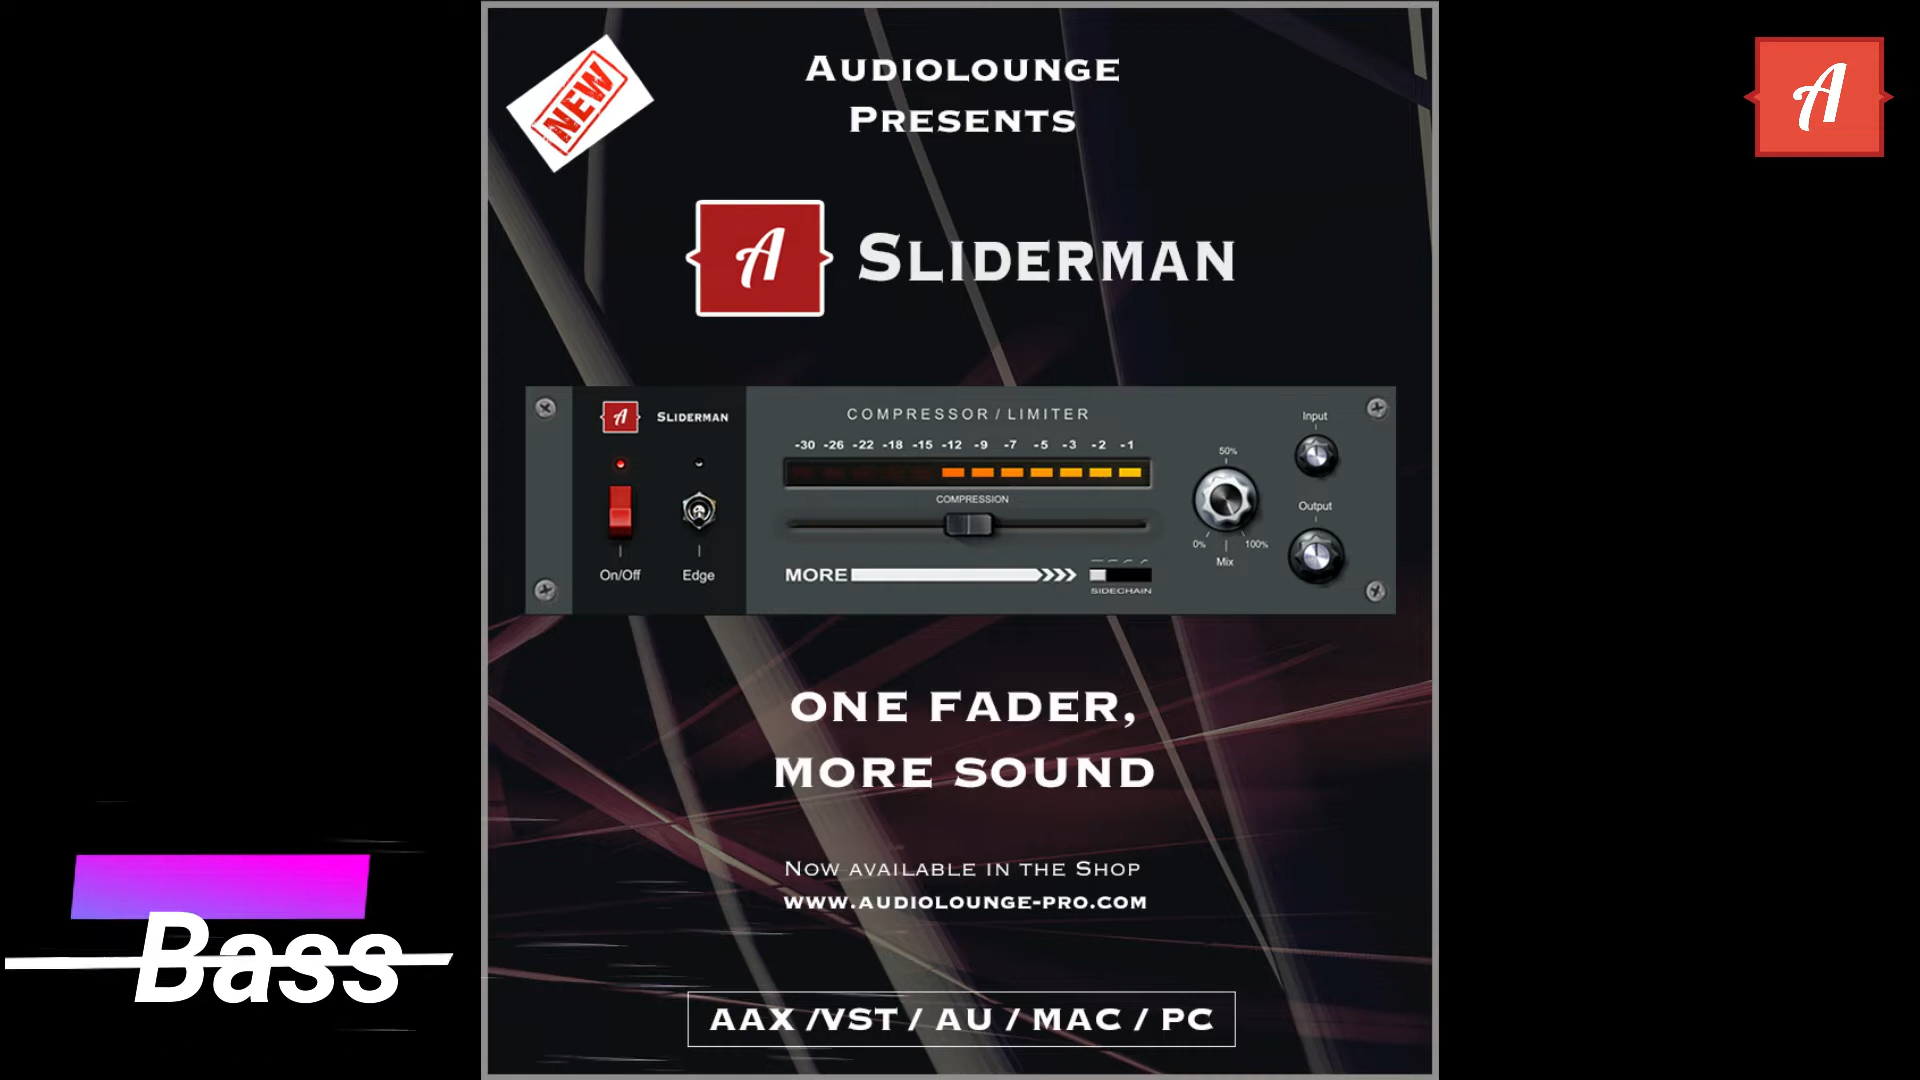 NEW
AUDIOLOUNGE
PRESENTS
A
A
SLIDERMAN
A
SLIDERMAN
COMPRESSOR / LIMITER
-30 -26 -22 -18 -15 -12 -9 -7 -5 -3 -2 -1
COMPRESSION
MORE
SIDECHAIN
On/Off
Edge
50%
0%
100%
Mix
Input
Output
ONE FADER,
MORE SOUND
NOW AVAILABLE IN THE SHOP
WWW.AUDIOLOUNGE-PRO.COM
Bass
AAX /VST / AU / MAC / PC